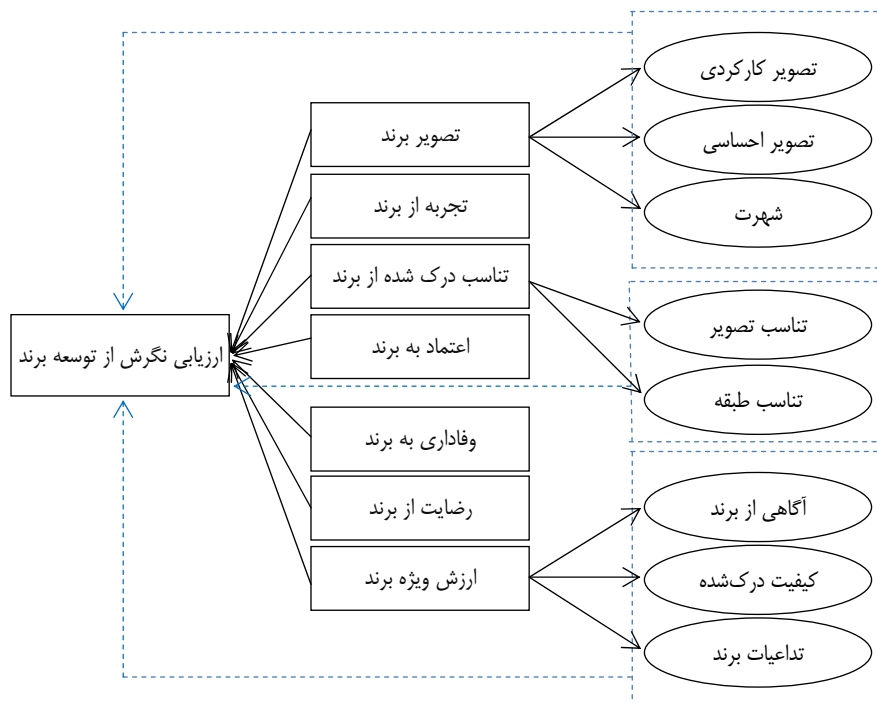 تصویر کارکردی
تصویر احساسی
شهرت
تصویر برند
تجربه از برند
تناسب درک شده از برند
اعتماد به برند
تناسب تصویر
تناسب طبقه
ارزیابی نگرش از توسعه برند
وفاداری به برند
رضایت از برند
ارزش ویژه برند
آگاهی از برند
کیفیت درک‌شده
تداعیات برند